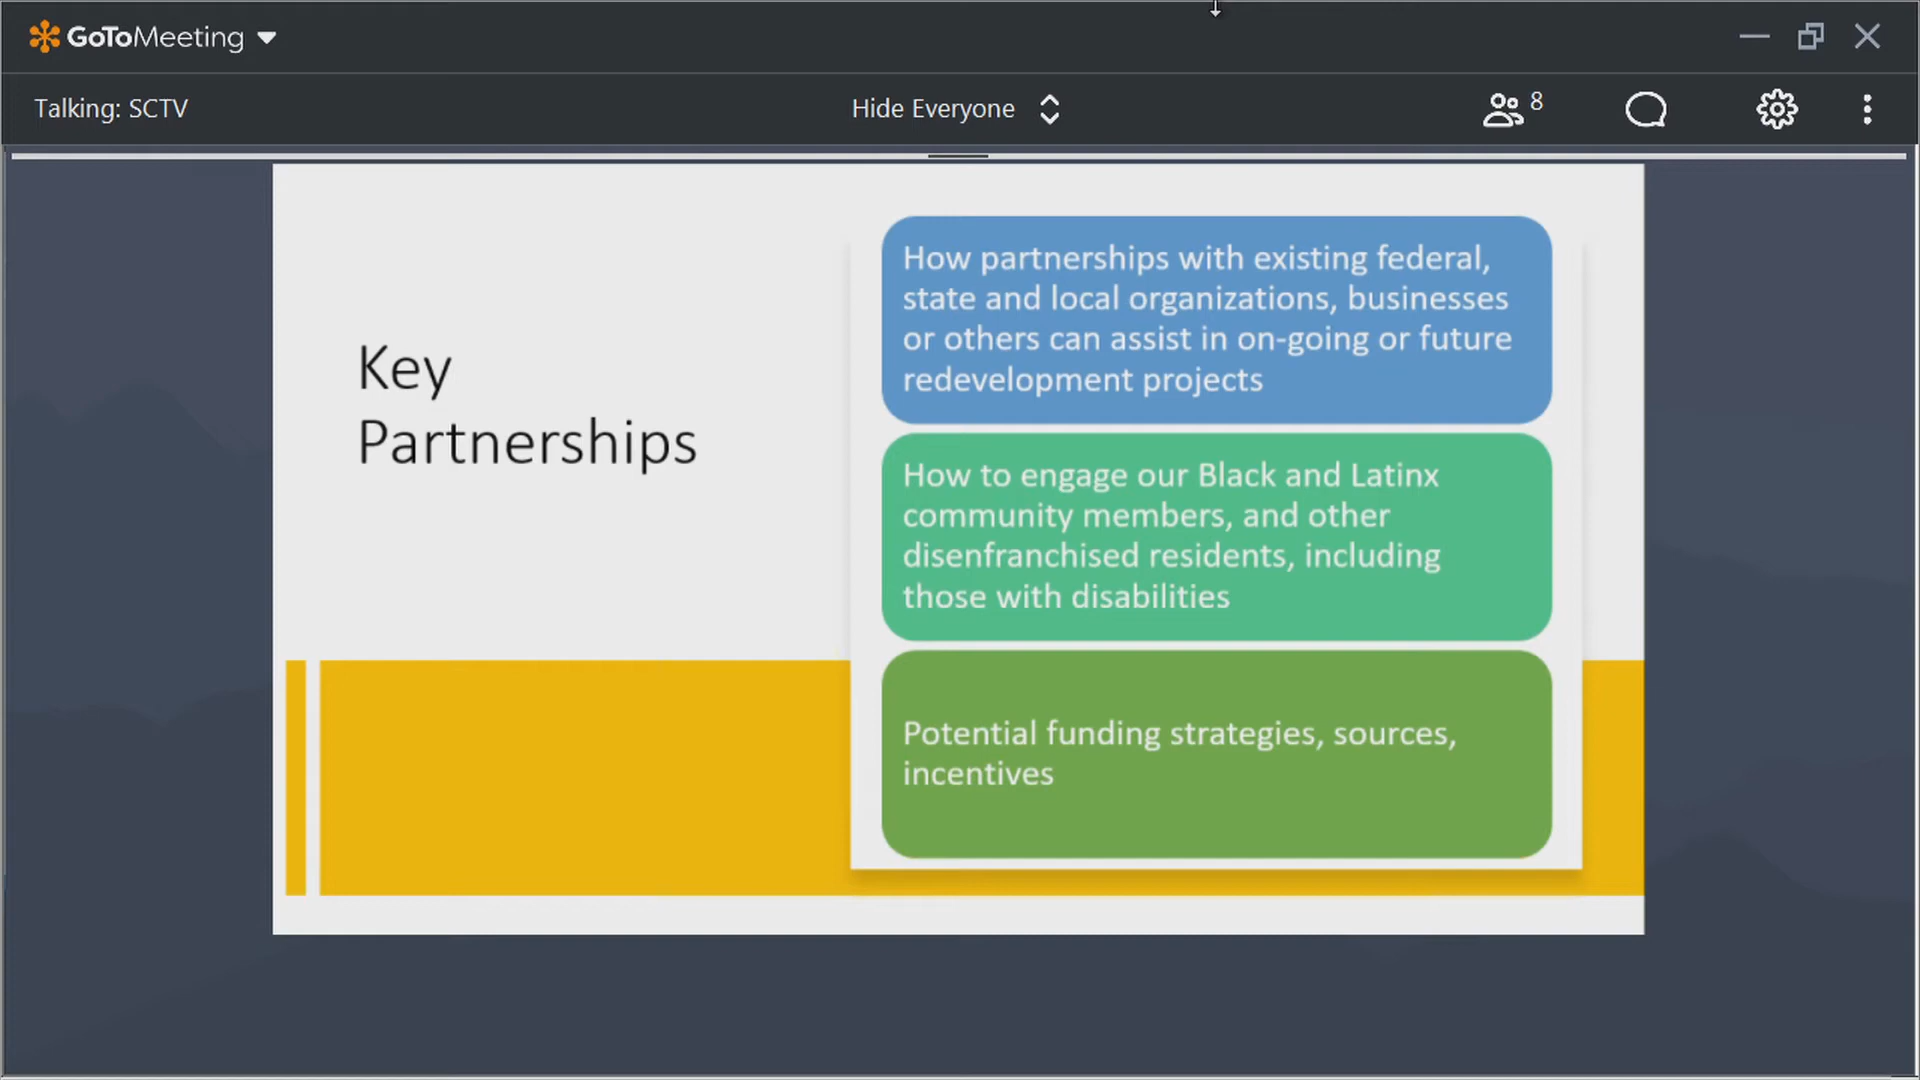 GoToMeeting
Talking: SCTV
Hide Everyone
8
Key
Partnerships
How partnerships with existing federal,
state and local organizations, businesses
or others can assist in on-going or future
redevelopment projects
How to engage our Black and Latinx
community members, and other
disenfranchised residents, including
those with disabilities
Potential funding strategies, sources,
incentives